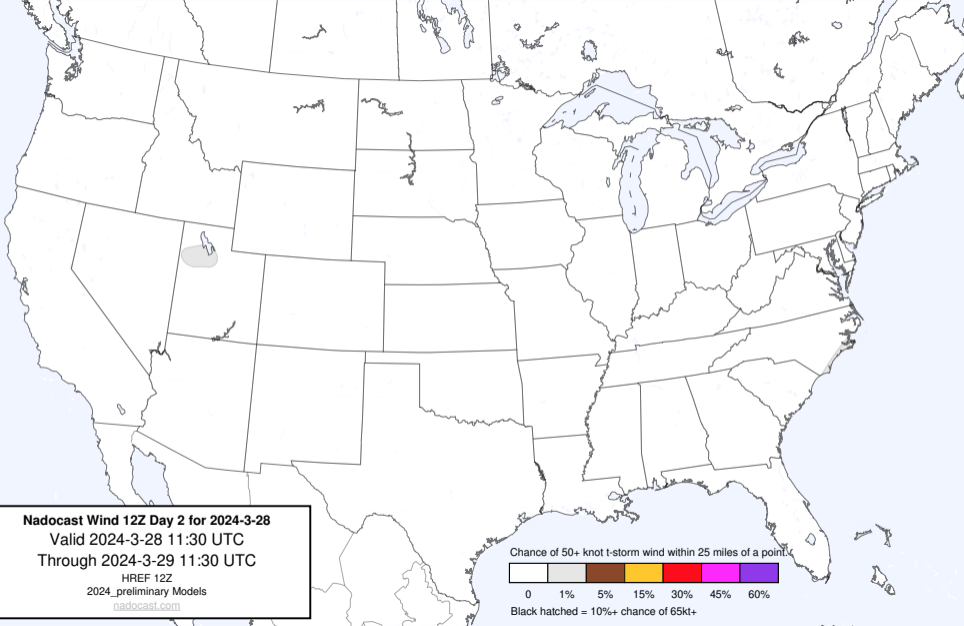 Nadocast Wind 12Z Day 2 for 2024-3-28
Valid 2024-3-28 11:30 UTC
Through 2024-3-29 11:30 UTC
HREF 12Z
2024_preliminary Models
nadocast.com
Chance of 50+ knot t-storm wind within 25 miles of a point.
0 1% 5% 15% 30% 45% 60%
Black hatched = 10%+ chance of 65kt+